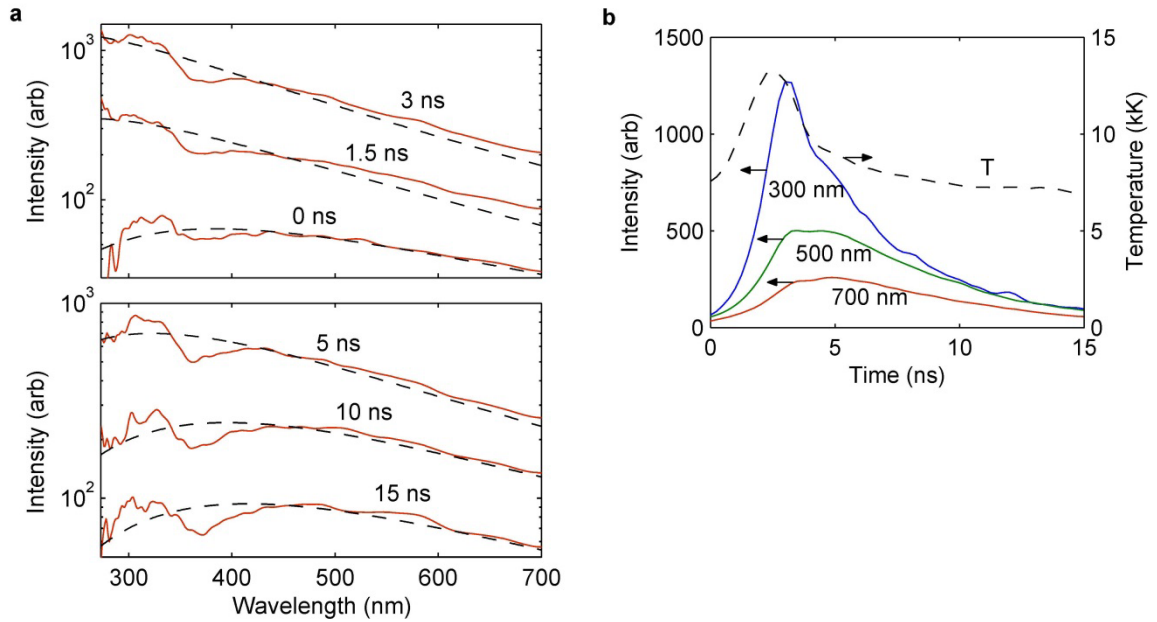 a
10³
Intensity (arb)
10²
3 ns
1.5 ns
0 ns
10³
Intensity (arb)
10²
5 ns
10 ns
15 ns
300 400 500 600 700
Wavelength (nm)
b
1500 15
1000 10
500 5
0 0
Intensity (arb)
Temperature (kK)
T
300 nm
500 nm
700 nm
0 5 10 15
Time (ns)